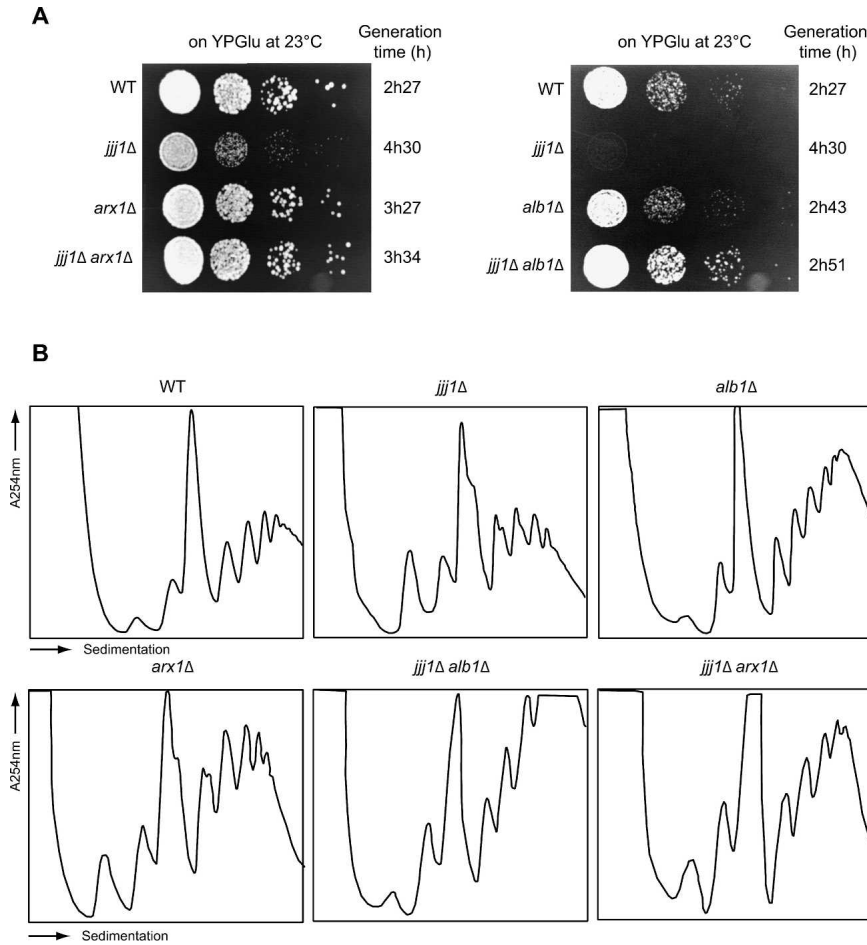 A
on YPGlu at 23°C
Generation
time (h)
WT
2h27
jjj1Δ
4h30
arx1Δ
3h27
jjj1Δ arx1Δ
3h34
on YPGlu at 23°C
Generation
time (h)
WT
2h27
jjj1Δ
4h30
alb1Δ
2h43
jjj1Δ alb1Δ
2h51
B
WT
jjj1Δ
alb1Δ
A254nm
Sedimentation
arx1Δ
jjj1Δ alb1Δ
jjj1Δ arx1Δ
A254nm
Sedimentation